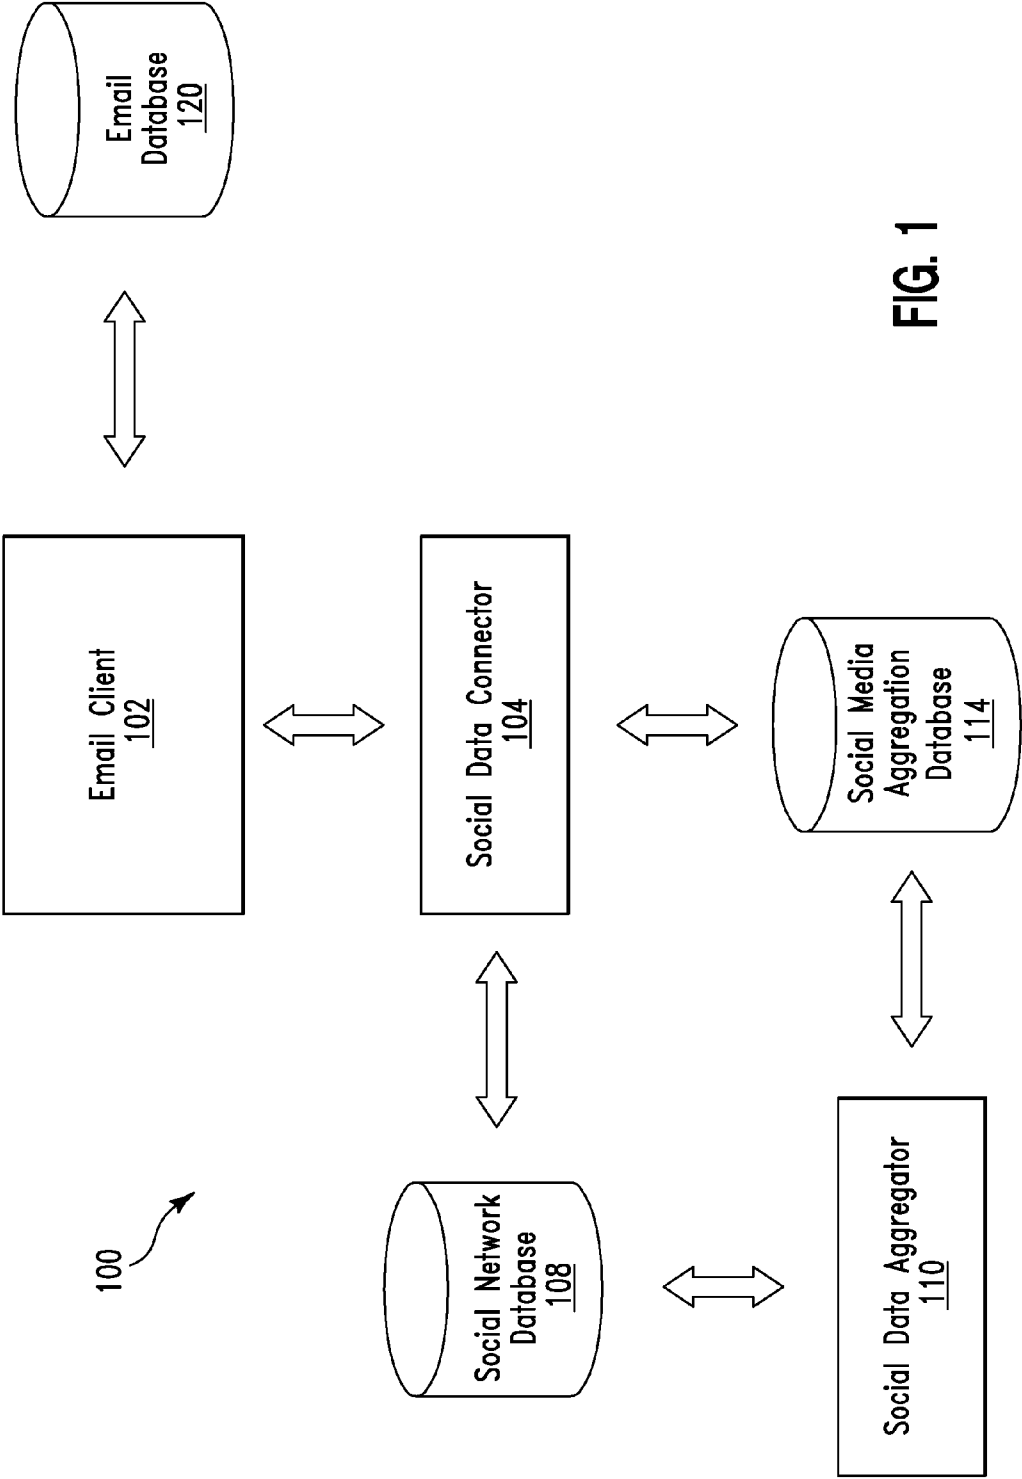 100
Email Client
102
Email
Database
120
Social Network
Database
108
Social Data Connector
104
Social Data Aggregator
110
Social Media
Aggregation
Database
114
FIG. 1